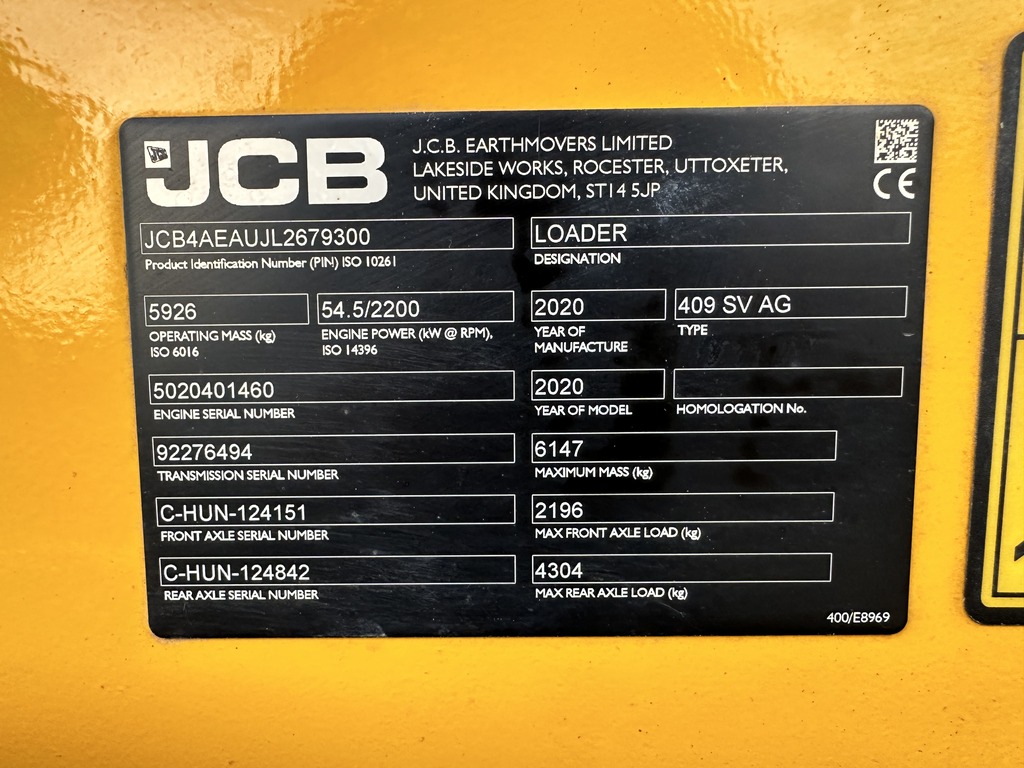 JCB
J.C.B. EARTHMOVERS LIMITED
LAKESIDE WORKS, ROCESTER, UTTOXETER,
UNITED KINGDOM, ST14 5JP
CE
JCB4AEAUJL2679300
Product Identification Number (PIN) ISO 10261
LOADER
DESIGNATION
5926
OPERATING MASS (kg)
ISO 6016
54.5/2200
ENGINE POWER (kW @ RPM),
ISO 14396
2020
YEAR OF
MANUFACTURE
409 SV AG
TYPE
5020401460
ENGINE SERIAL NUMBER
2020
YEAR OF MODEL
HOMOLOGATION No.
92276494
TRANSMISSION SERIAL NUMBER
6147
MAXIMUM MASS (kg)
C-HUN-124151
FRONT AXLE SERIAL NUMBER
2196
MAX FRONT AXLE LOAD (kg)
C-HUN-124842
REAR AXLE SERIAL NUMBER
4304
MAX REAR AXLE LOAD (kg)
400/E8969